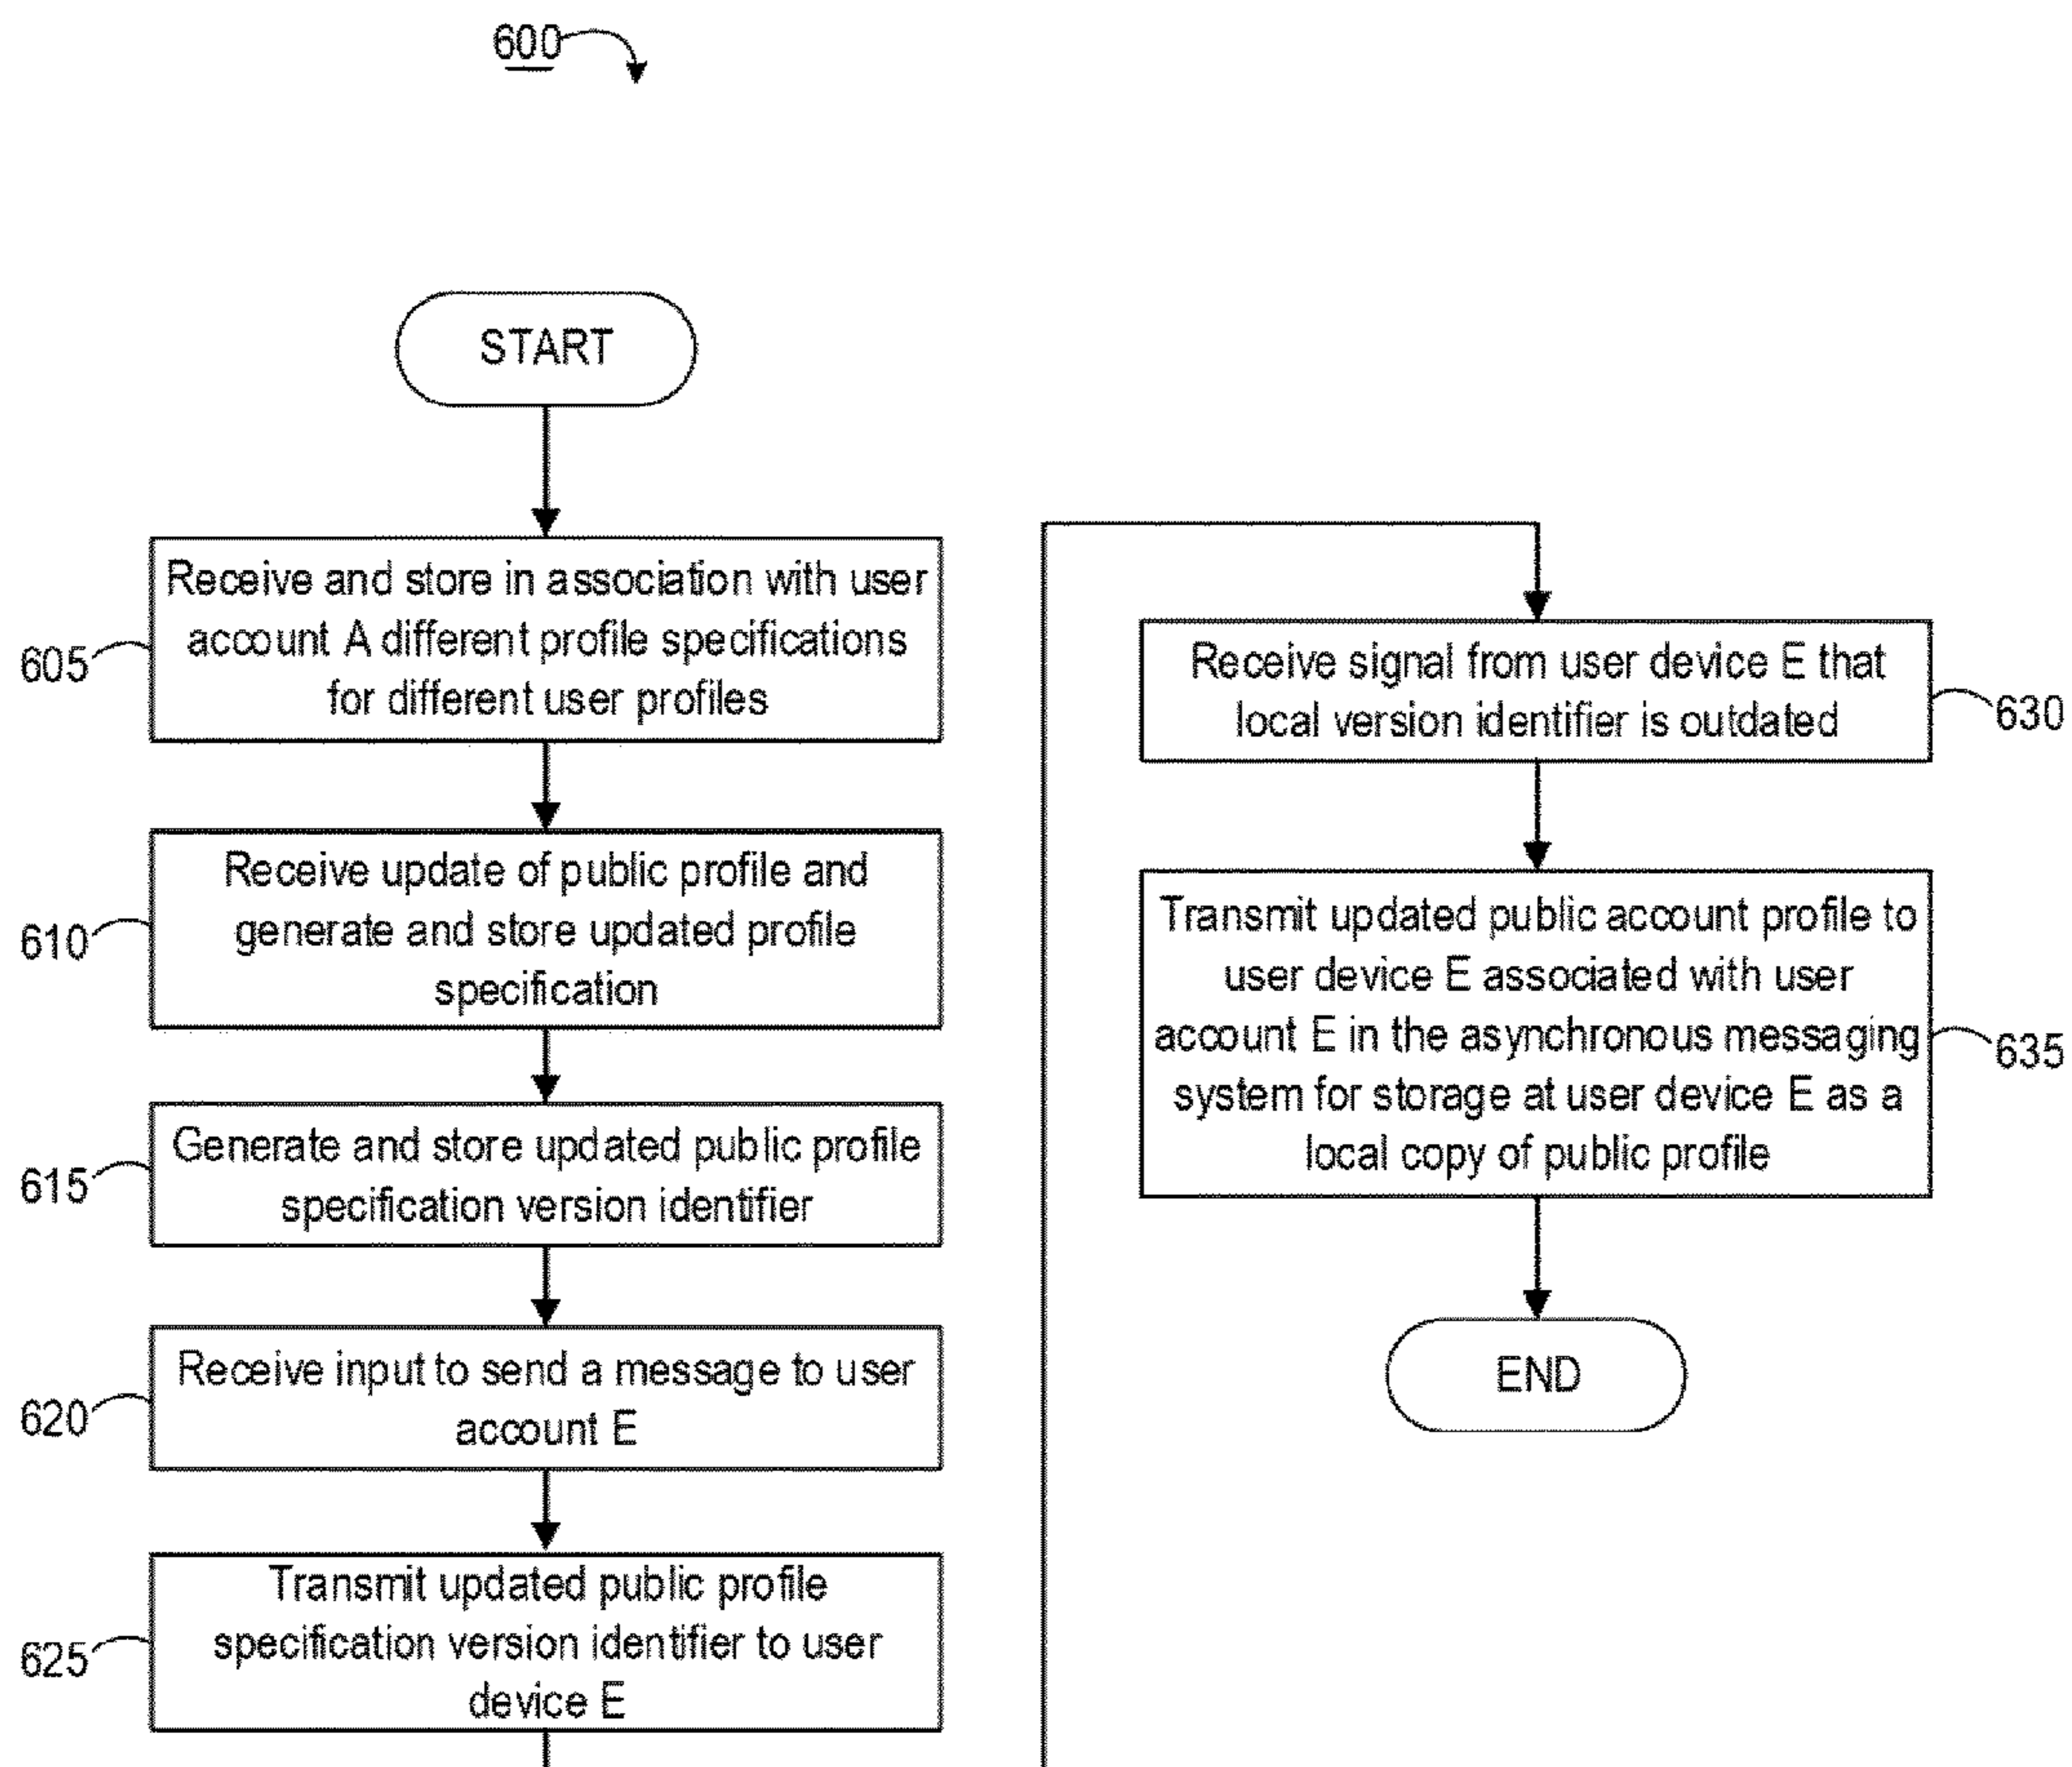 600
START
Receive and store in association with user
account A different profile specifications
for different user profiles
605
Receive update of public profile and
generate and store updated profile
specification
610
Generate and store updated public profile
specification version identifier
615
Receive input to send a message to user
account E
620
Transmit updated public profile
specification version identifier to user
device E
625
Receive signal from user device E that
local version identifier is outdated
630
Transmit updated public account profile to
user device E associated with user
account E in the asynchronous messaging
system for storage at user device E as a
local copy of public profile
635
END